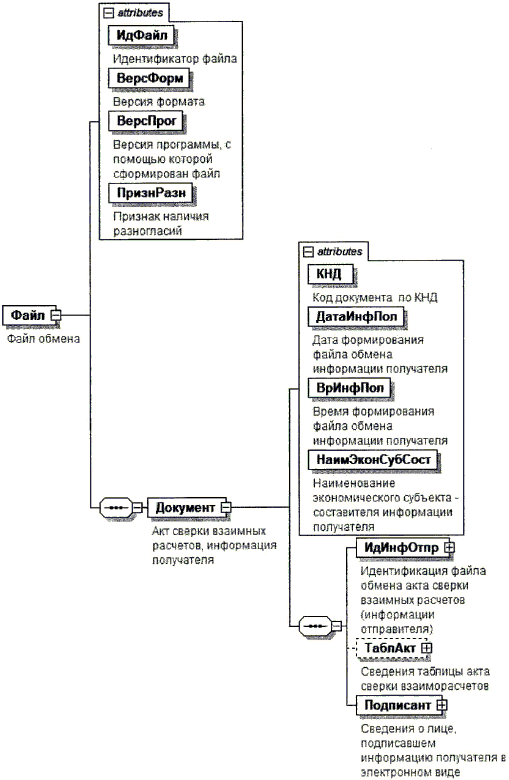 attributes
ИдФайл
Идентификатор файла
ВерсФорм
Версия формата
ВерсПрог
Версия программы, с
помощью которой
сформирован файл
ПризнРазн
Признак наличия
разногласий
Файл
Файл обмена
attributes
КНД
Код документа по КНД
ДатаИнфПол
Дата формирования
файла обмена
информации получателя
ВрИнфПол
Время формирования
файла обмена
информации получателя
НаимЭконСубСост
Наименование
экономического субъекта -
составителя информации
получателя
Документ
Акт сверки взаимных
расчетов, информация
получателя
ИдИнфОтпр
Идентификация файла
обмена акта сверки
взаимных расчетов
(информации
отправителя)
ТаблАкт
Сведения таблицы акта
сверки взаиморасчетов
Подписант
Сведения о лице,
подписавшем
информацию получателя в
электронном виде